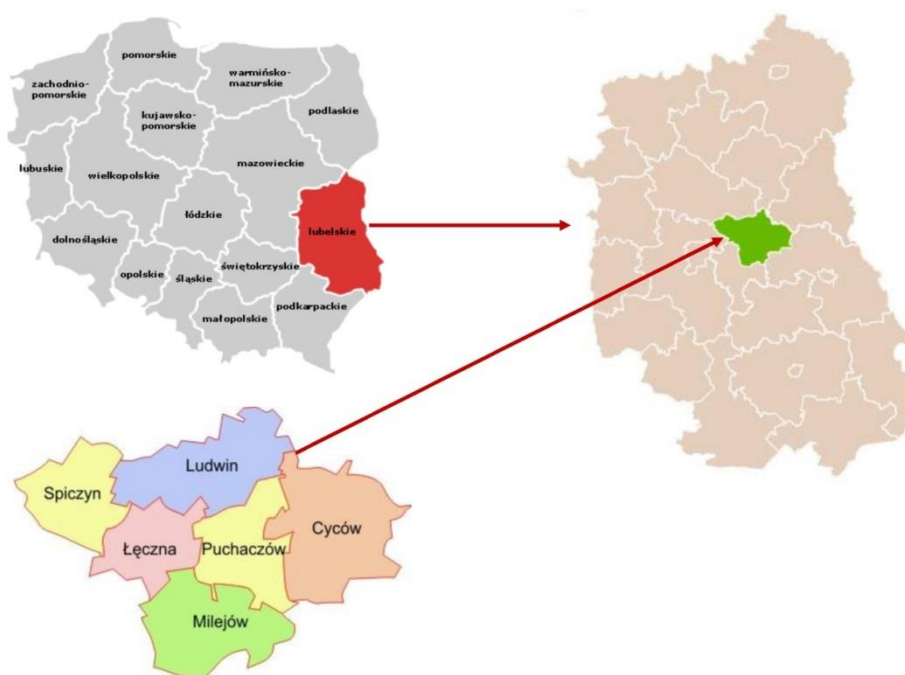 pomorskie
zachodnio-
pomorskie
warmińsko-
mazurskie
kujawsko-
pomorskie
podlaskie
lubuskie
wielkopolskie
mazowieckie
łódzkie
lubelskie
dolnośląskie
opolskie
śląskie
świętokrzyskie
małopolskie
podkarpackie
Ludwin
Spiczyn
Łęczna
Puchaczów
Cyców
Milejów